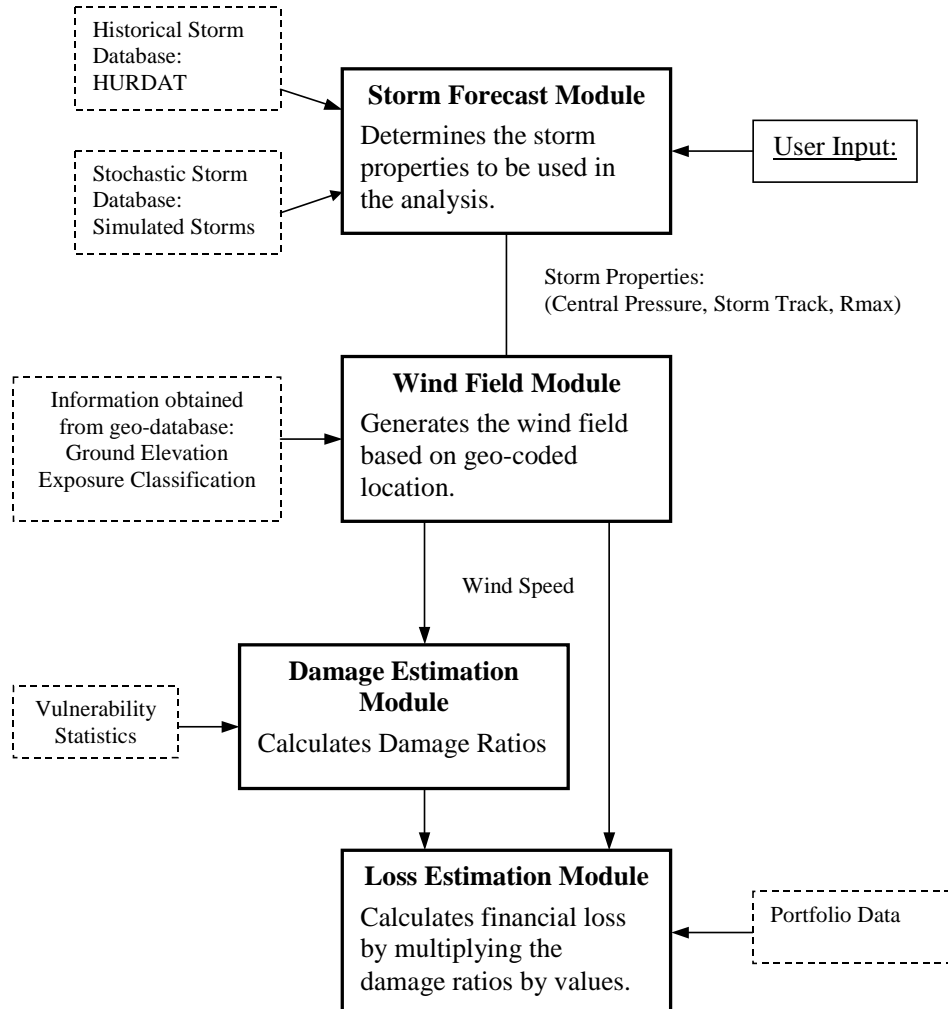 Historical Storm
Database:
HURDAT
Storm Forecast Module
Determines the storm
properties to be used in
the analysis.
User Input:
Stochastic Storm
Database:
Simulated Storms
Storm Properties:
(Central Pressure, Storm Track, Rmax)
Wind Field Module
Generates the wind field
based on geo-coded
location.
Information obtained
from geo-database:
Ground Elevation
Exposure Classification
Wind Speed
Damage Estimation
Module
Calculates Damage Ratios
Vulnerability
Statistics
Loss Estimation Module
Calculates financial loss
by multiplying the
damage ratios by values.
Portfolio Data